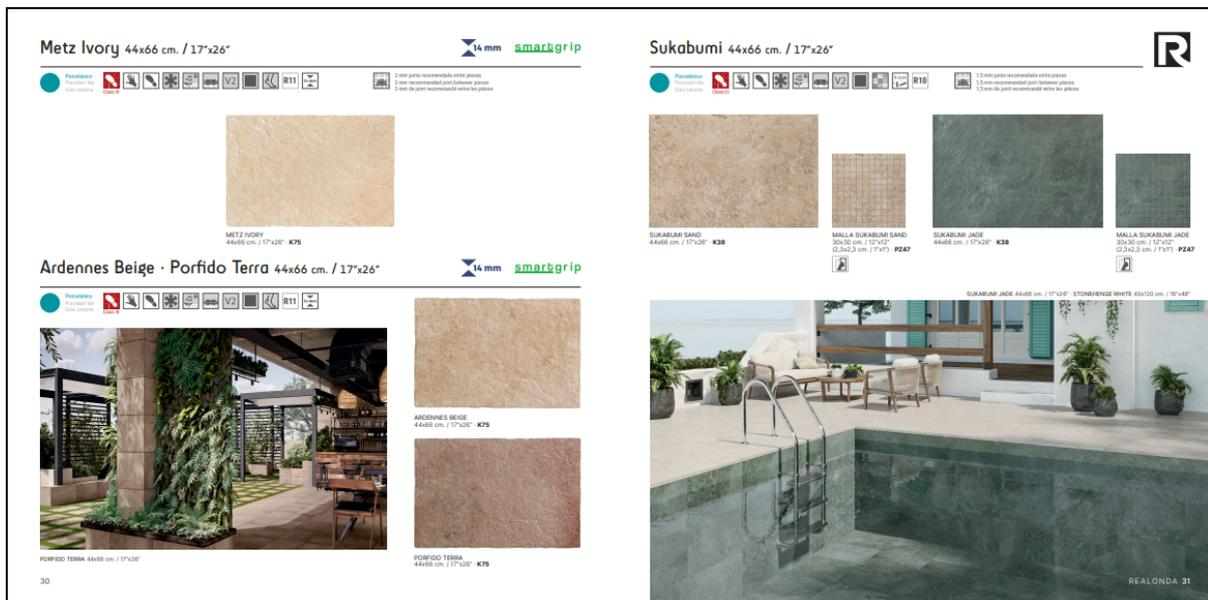 Metz Ivory 44x66 cm. / 17"x26"
14 mm smartgrip
Porcelánico
Porcelain tile
Grès cérame
Class III
V2
R11
3 mm junta recomendada entre piezas
3 mm recommended joint between pieces
3 mm de joint recommandé entre les pièces
METZ IVORY
44x66 cm. / 17"x26" · K75
Ardennes Beige · Porfido Terra 44x66 cm. / 17"x26"
14 mm smartgrip
Porcelánico
Porcelain tile
Grès cérame
Class III
V2
R11
ARDENNES BEIGE
44x66 cm. / 17"x26" · K75
PORFIDO TERRA
44x66 cm. / 17"x26" · K75
PORFIDO TERRA 44x66 cm. / 17"x26"
30
Sukabumi 44x66 cm. / 17"x26"
R
Porcelánico
Porcelain tile
Grès cérame
Class III
V2
R10
1,5 mm junta recomendada entre piezas
1,5 mm recommended joint between pieces
1,5 mm de joint recommandé entre les pièces
SUKABUMI SAND
44x66 cm. / 17"x26" · K38
MALLA SUKABUMI SAND
30x30 cm. / 12"x12"
(2,3x2,3 cm. / 1"x1") · PZ47
SUKABUMI JADE
44x66 cm. / 17"x26" · K38
MALLA SUKABUMI JADE
30x30 cm. / 12"x12"
(2,3x2,3 cm. / 1"x1") · PZ47
SUKABUMI JADE 44x66 cm. / 17"x26" · STONEHENGE WHITE 40x120 cm. / 16"x48"
REALONDA 31